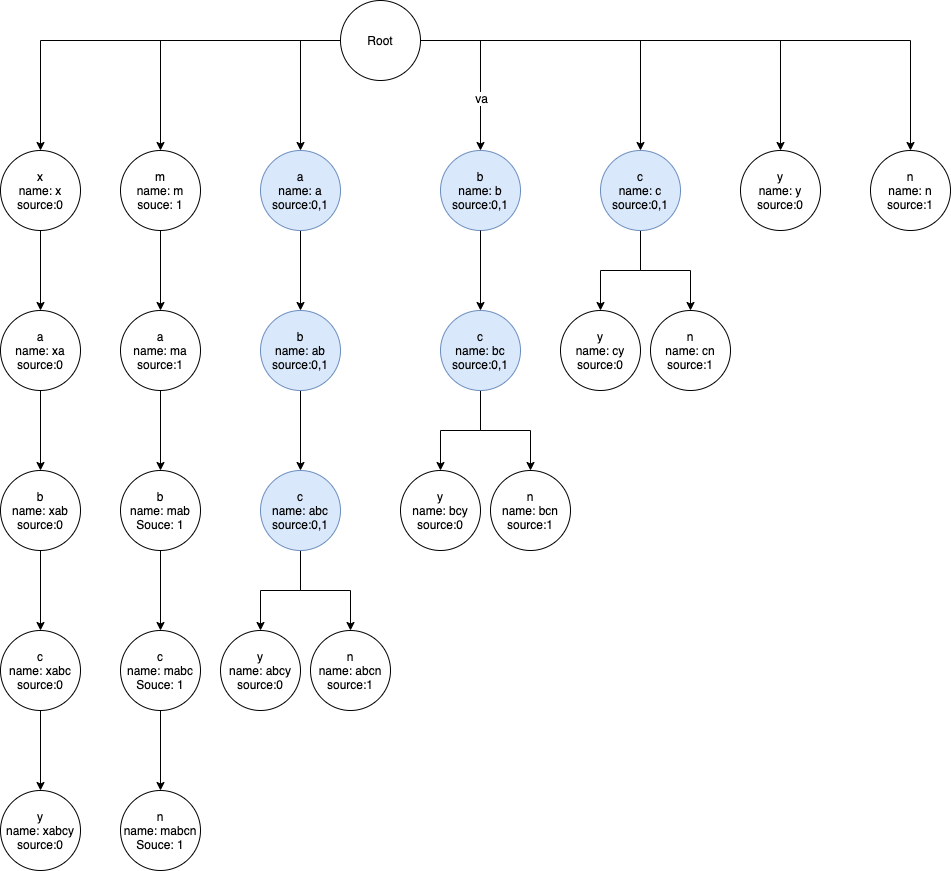 Root
va
x
name: x
source:0
m
name: m
souce: 1
a
name: a
source:0,1
b
name: b
source:0,1
c
name: c
source:0,1
y
name: y
source:0
n
name: n
source:1
a
name: xa
source:0
a
name: ma
source:1
b
name: ab
source:0,1
c
name: bc
source:0,1
y
name: cy
source:0
n
name: cn
source:1
b
name: xab
source:0
b
name: mab
Souce: 1
c
name: abc
source:0,1
y
name: bcy
source:0
n
name: bcn
source:1
c
name: xabc
source:0
c
name: mabc
Souce: 1
y
name: abcy
source:0
n
name: abcn
source:1
y
name: xabcy
source:0
n
name: mabcn
Souce: 1